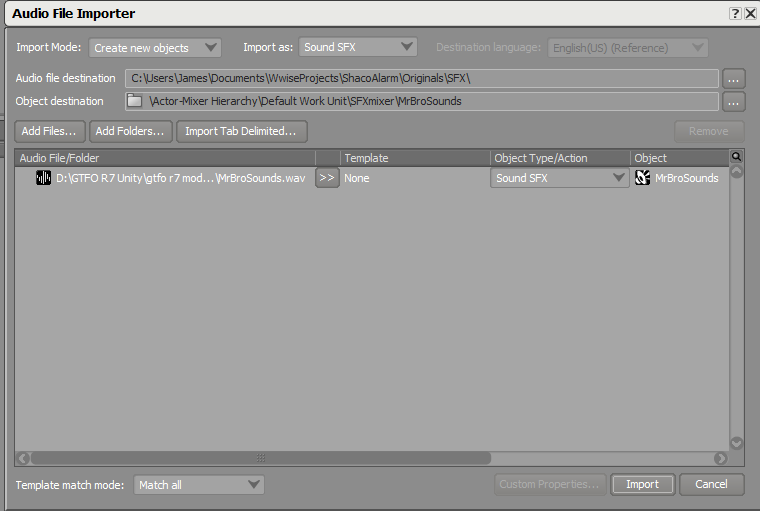 Audio File Importer
Import Mode: Create new objects Import as: Sound SFX Destination language: English(US) (Reference)
Audio file destination C:\Users\James\Documents\WwiseProjects\ShacoAlarm\Originals\SFX\ ...
Object destination \Actor-Mixer Hierarchy\Default Work Unit\SFXmixer\MrBroSounds ...
Add Files... Add Folders... Import Tab Delimited... Remove
Audio File/Folder Template Object Type/Action Object
D:\GTFO R7 Unity\gtfo r7 mod...\MrBroSounds.wav >> None Sound SFX MrBroSounds
Template match mode: Match all Custom Properties... Import Cancel